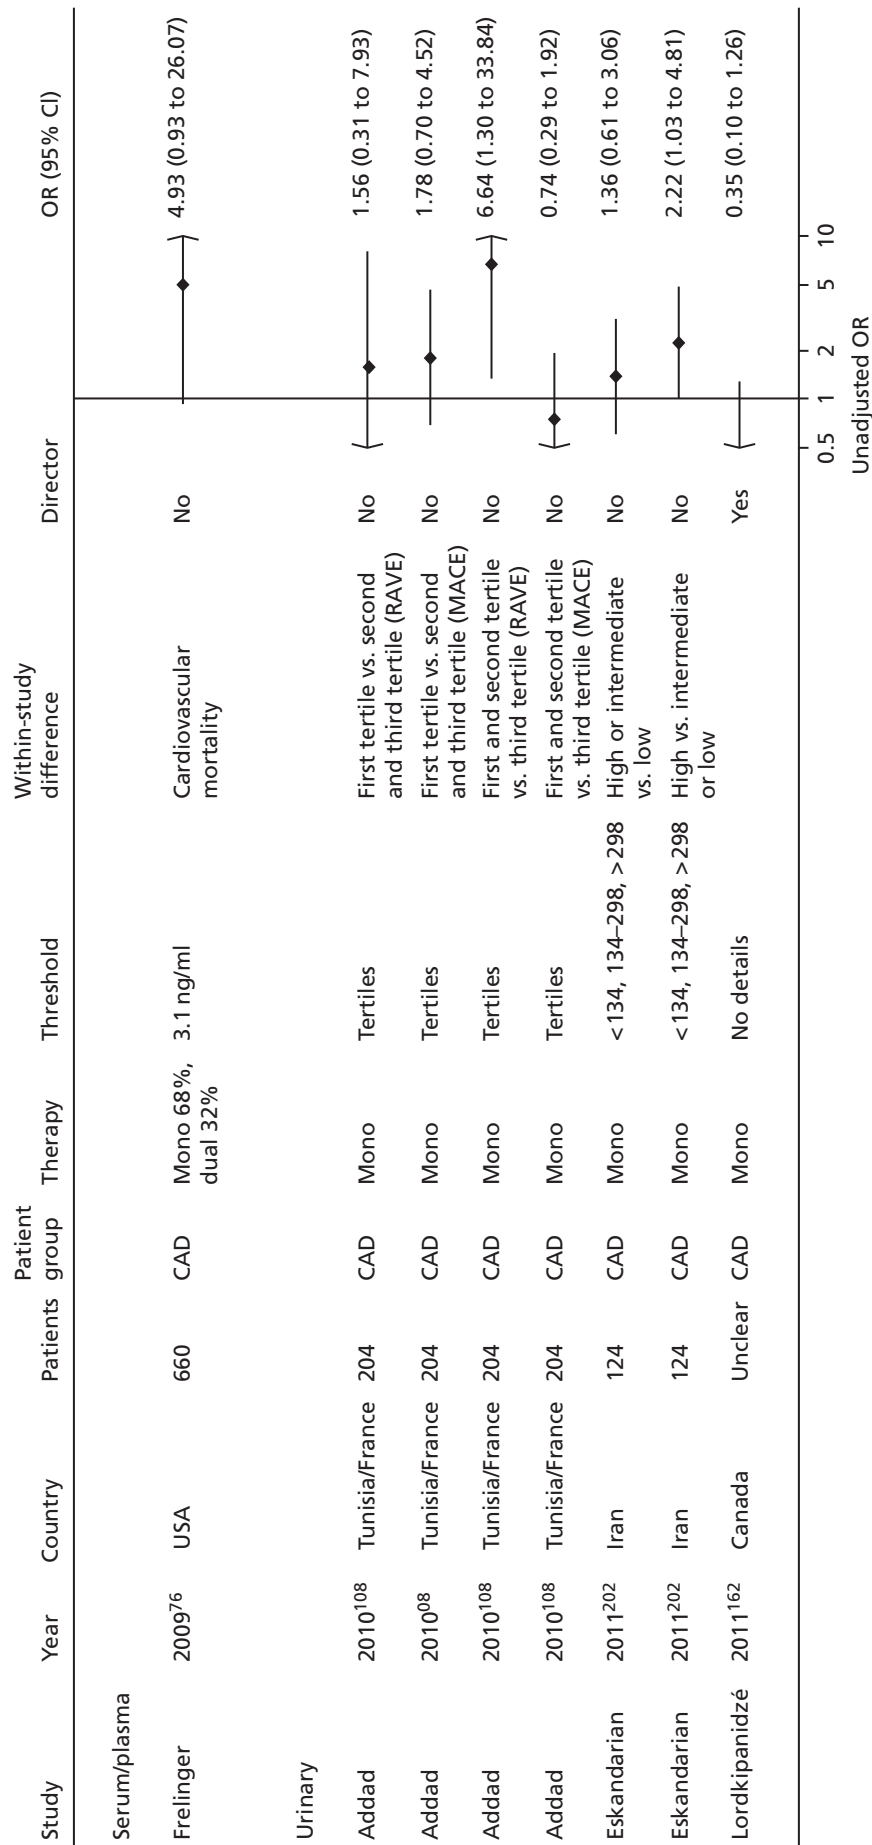 Study Year Country Patients Patient group Therapy Threshold Within-study difference Director OR (95% CI)
Serum/plasma
Frelinger 2009⁷⁶ USA 660 CAD Mono 68%, dual 32% 3.1 ng/ml Cardiovascular mortality No 4.93 (0.93 to 26.07)
Urinary
Addad 2010¹⁰⁸ Tunisia/France 204 CAD Mono Tertiles First tertile vs. second and third tertile (RAVE) No 1.56 (0.31 to 7.93)
Addad 2010⁰⁸ Tunisia/France 204 CAD Mono Tertiles First tertile vs. second and third tertile (MACE) No 1.78 (0.70 to 4.52)
Addad 2010¹⁰⁸ Tunisia/France 204 CAD Mono Tertiles First and second tertile vs. third tertile (RAVE) No 6.64 (1.30 to 33.84)
Addad 2010¹⁰⁸ Tunisia/France 204 CAD Mono Tertiles First and second tertile vs. third tertile (MACE) No 0.74 (0.29 to 1.92)
Eskandarian 2011²⁰² Iran 124 CAD Mono <134, 134–298, >298 High or intermediate vs. low No 1.36 (0.61 to 3.06)
Eskandarian 2011²⁰² Iran 124 CAD Mono <134, 134–298, >298 High vs. intermediate or low No 2.22 (1.03 to 4.81)
Lordkipanidzé 2011¹⁶² Canada Unclear CAD Mono No details Yes 0.35 (0.10 to 1.26)
0.5 1 2 5 10
Unadjusted OR